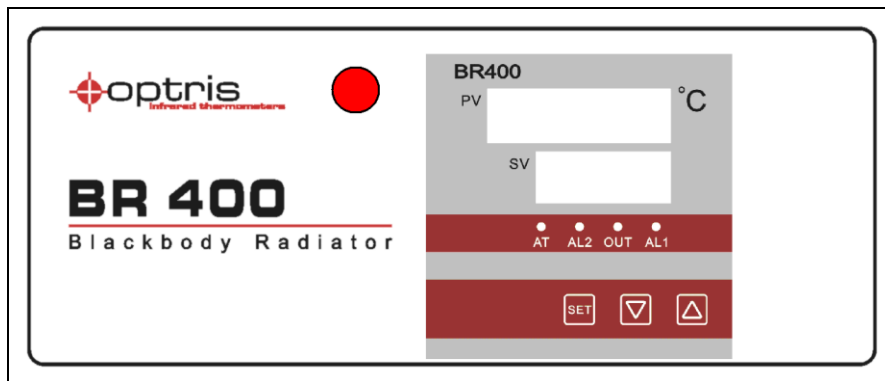 optris
infrared thermometers
BR 400
Blackbody Radiator
BR400
PV
°C
SV
AT AL2 OUT AL1
SET